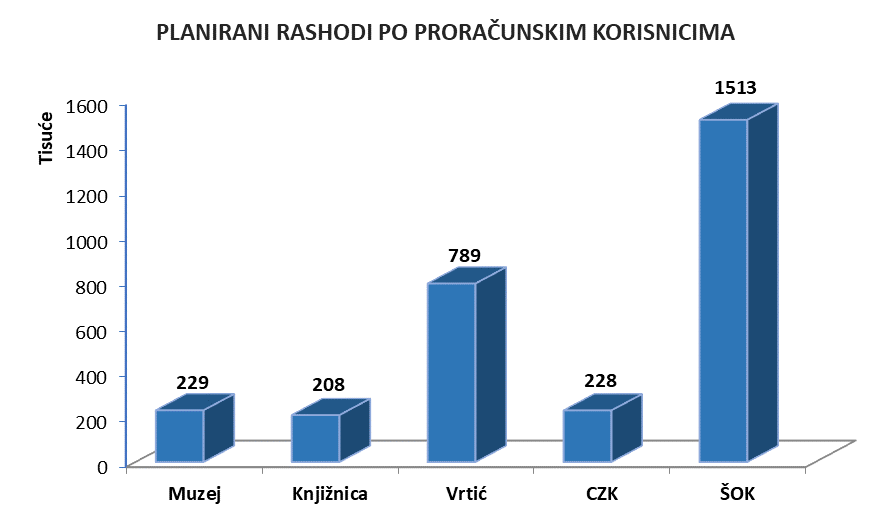 PLANIRANI RASHODI PO PRORAČUNSKIM KORISNICIMA
Tisuće
1600
1400
1200
1000
800
600
400
200
0
229
208
789
228
1513
Muzej
Knjižnica
Vrtić
CZK
ŠOK